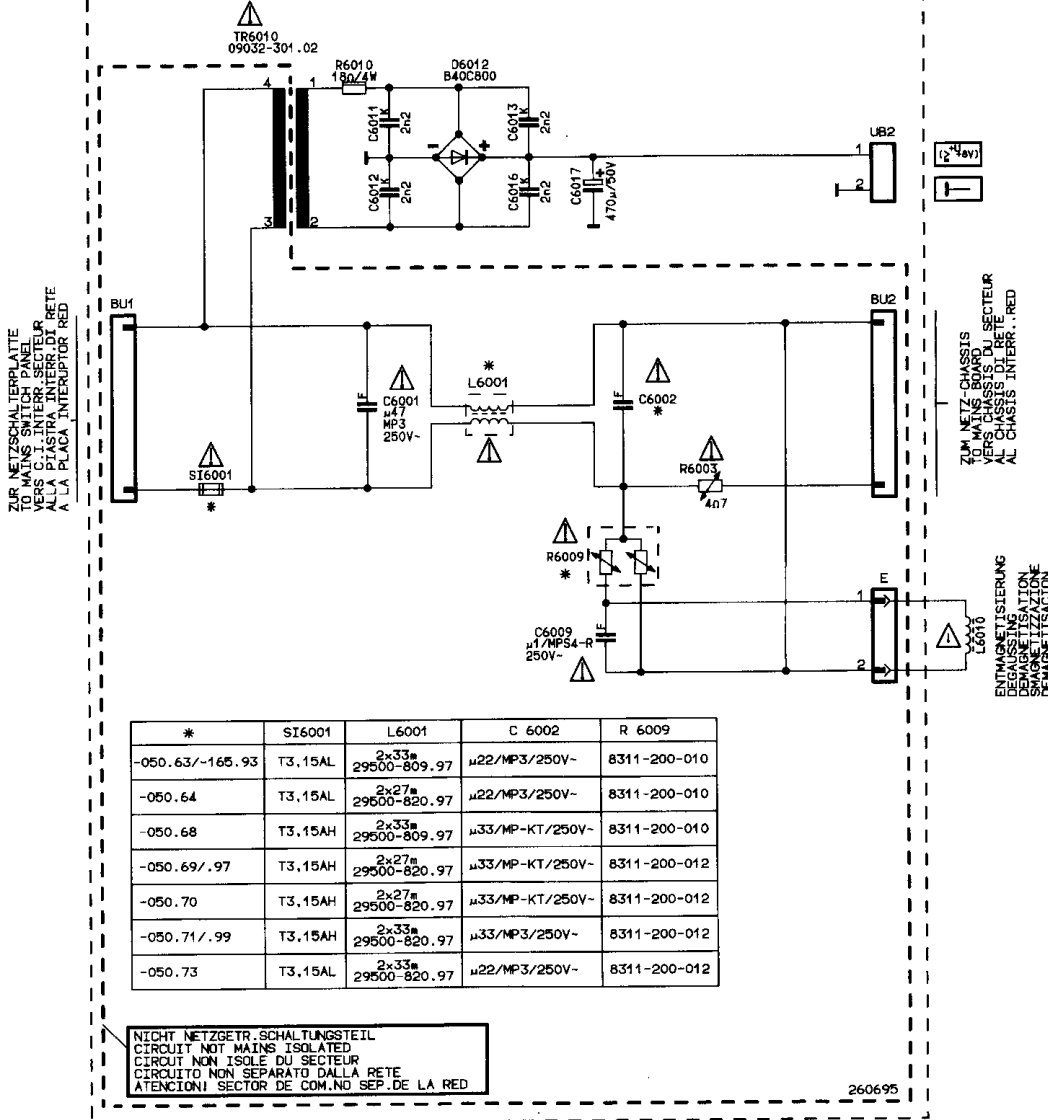 TR6010
09032-301.02
R6010
18Ω/4W
D6012
B40C800
4
1
3
2
C6011
K
2n2
C6012
K
2n2
C6013
K
2n2
C6016
K
2n2
-
+
C6017
+
470µ/50V
UB2
1
2
BU1
BU2
ZUR NETZSCHALTERPLATTE
TO MAINS SWITCH PANEL
VERS C.I.INTERR.SECTEUR
ALLA PIASTRA INTERR.DI RETE
A LA PLACA INTERUPTOR RED
ZUM NETZ-CHASSIS
TO MAINS BOARD
VERS CHASSIS DU SECTEUR
AL CHASSIS DI RETE
AL CHASIS INTERR..RED
F
C6001
µ47
MP3
250V~
*
L6001
F
C6002
*
SI6001
*
R6003
4Ω7
R6009
*
F
C6009
µ1/MPS4-R
250V~
E
1
2
L6010
ENTMAGNETISIERUNG
DEGAUSSING
DEMAGNETISATION
SMAGNETIZZAZIONE
DEMAGNETISACION
* SI6001 L6001 C 6002 R 6009
-050.63/-165.93 T3,15AL 2x33m 29500-809.97 µ22/MP3/250V~ 8311-200-010
-050.64 T3,15AL 2x27m 29500-820.97 µ22/MP3/250V~ 8311-200-010
-050.68 T3,15AH 2x33m 29500-809.97 µ33/MP-KT/250V~ 8311-200-010
-050.69/.97 T3,15AH 2x27m 29500-820.97 µ33/MP-KT/250V~ 8311-200-012
-050.70 T3,15AH 2x27m 29500-820.97 µ33/MP-KT/250V~ 8311-200-012
-050.71/.99 T3,15AH 2x33m 29500-820.97 µ33/MP3/250V~ 8311-200-012
-050.73 T3,15AL 2x33m 29500-820.97 µ22/MP3/250V~ 8311-200-012
NICHT NETZGETR.SCHALTUNGSTEIL
CIRCUIT NOT MAINS ISOLATED
CIRCUT NON ISOLE DU SECTEUR
CIRCUITO NON SEPARATO DALLA RETE
ATENCION! SECTOR DE COM.NO SEP.DE LA RED
260695